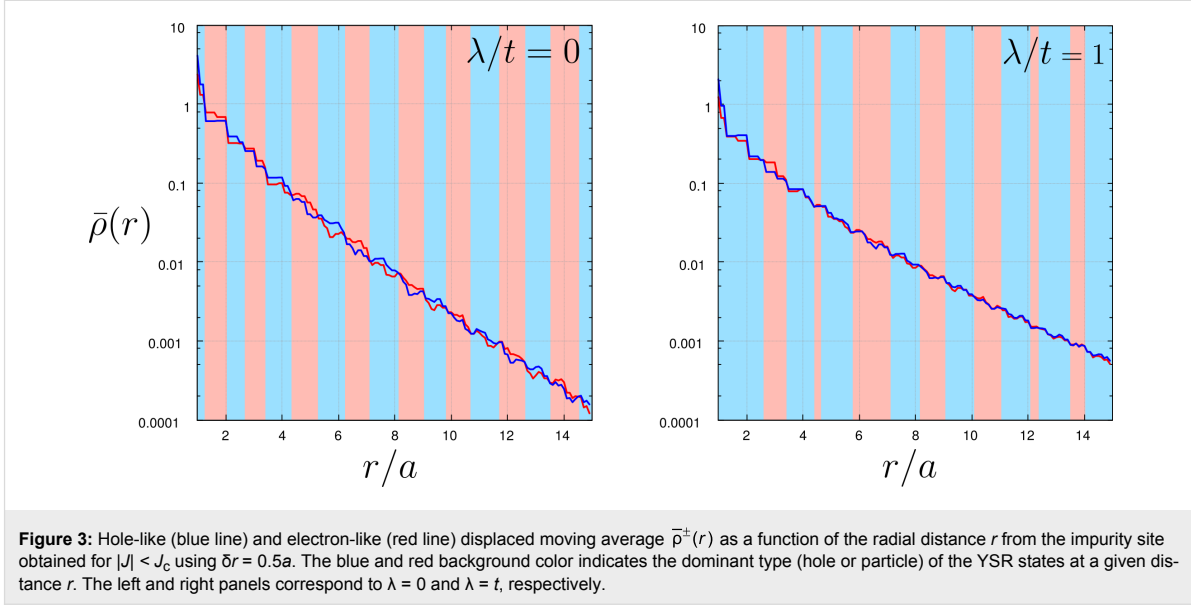 10
1
0.1
0.01
0.001
0.0001
ρ̄(r)
λ/t = 0
2 4 6 8 10 12 14
r/a
10
1
0.1
0.01
0.001
0.0001
λ/t = 1
2 4 6 8 10 12 14
r/a
Figure 3: Hole-like (blue line) and electron-like (red line) displaced moving average ρ̄±(r) as a function of the radial distance r from the impurity site
obtained for |J| < Jc using δr = 0.5a. The blue and red background color indicates the dominant type (hole or particle) of the YSR states at a given dis-
tance r. The left and right panels correspond to λ = 0 and λ = t, respectively.